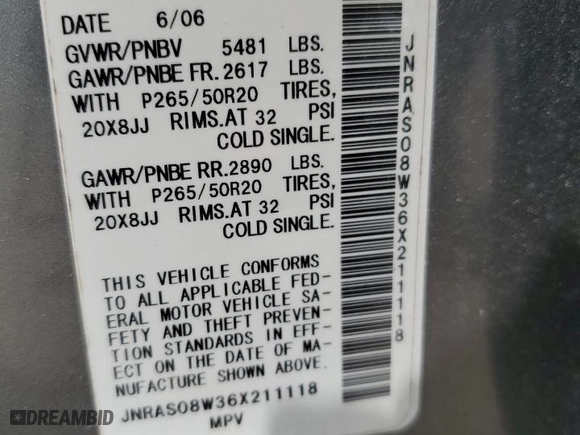 DATE 6/06
GVWR/PNBV 5481 LBS.
GAWR/PNBE FR. 2617 LBS.
WITH P265/50R20 TIRES,
20X8JJ RIMS. AT 32 PSI
COLD SINGLE.
GAWR/PNBE RR. 2890 LBS.
WITH P265/50R20 TIRES,
20X8JJ RIMS. AT 32 PSI
COLD SINGLE.
THIS VEHICLE CONFORMS
TO ALL APPLICABLE FED-
ERAL MOTOR VEHICLE SA-
FETY AND THEFT PREVEN-
TION STANDARDS IN EFF-
ECT ON THE DATE OF MA-
NUFACTURE SHOWN ABOVE.
JNRAS08W36X211118
MPV
JNRAS08W36X211118
DREAMBID